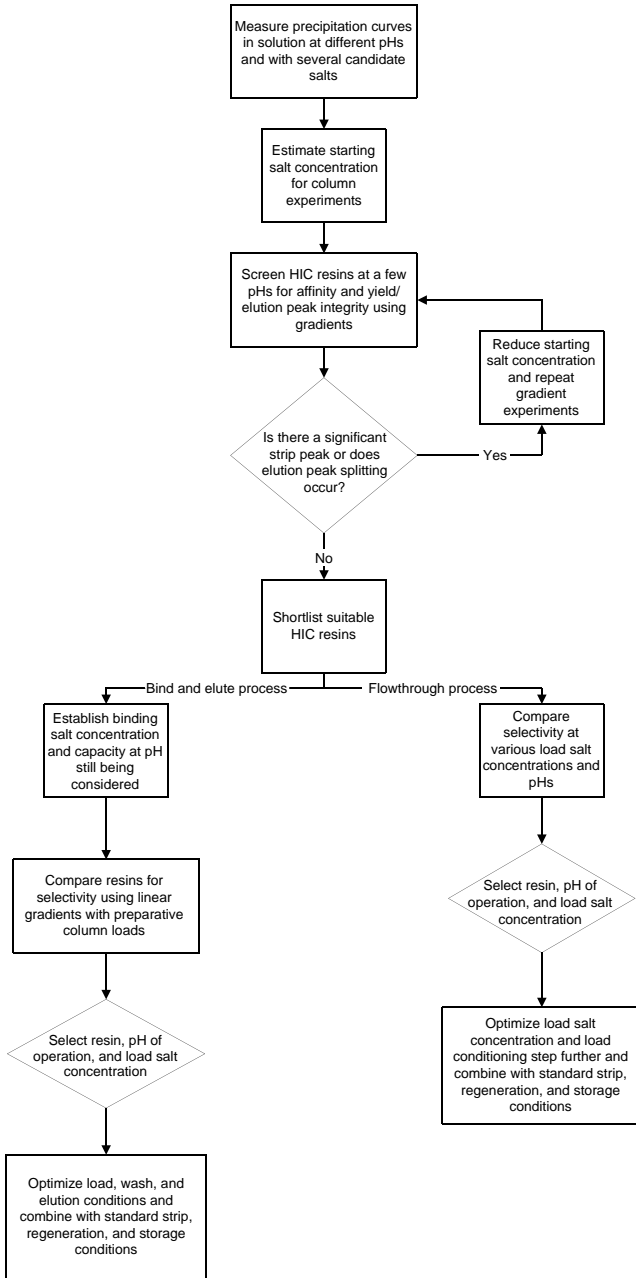 Measure precipitation curves
in solution at different pHs
and with several candidate
salts
Estimate starting
salt concentration
for column
experiments
Screen HIC resins at a few
pHs for affinity and yield/
elution peak integrity using
gradients
Reduce starting
salt concentration
and repeat
gradient
experiments
Is there a significant
strip peak or does
elution peak splitting
occur?
Yes
No
Shortlist suitable
HIC resins
Bind and elute process
Flowthrough process
Establish binding
salt concentration
and capacity at pH
still being
considered
Compare resins for
selectivity using linear
gradients with preparative
column loads
Select resin, pH of
operation, and load salt
concentration
Optimize load, wash, and
elution conditions and
combine with standard strip,
regeneration, and storage
conditions
Compare
selectivity at
various load salt
concentrations and
pHs
Select resin, pH of
operation, and load salt
concentration
Optimize load salt
concentration and load
conditioning step further and
combine with standard strip,
regeneration, and storage
conditions